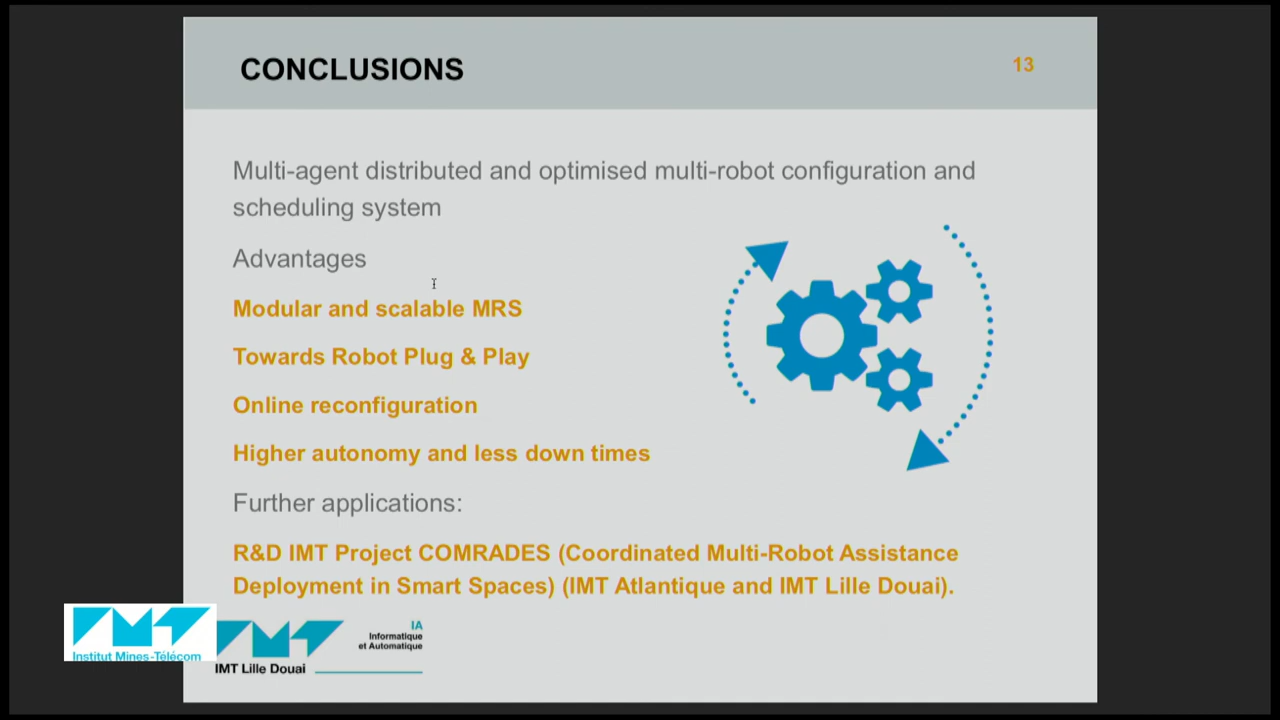 CONCLUSIONS
13
Multi-agent distributed and optimised multi-robot configuration and
scheduling system
Advantages
Modular and scalable MRS
Towards Robot Plug & Play
Online reconfiguration
Higher autonomy and less down times
Further applications:
R&D IMT Project COMRADES (Coordinated Multi-Robot Assistance
Deployment in Smart Spaces) (IMT Atlantique and IMT Lille Douai).
IMT
Institut Mines-Télécom
IMT
IMT Lille Douai
IA
Informatique
et Automatique